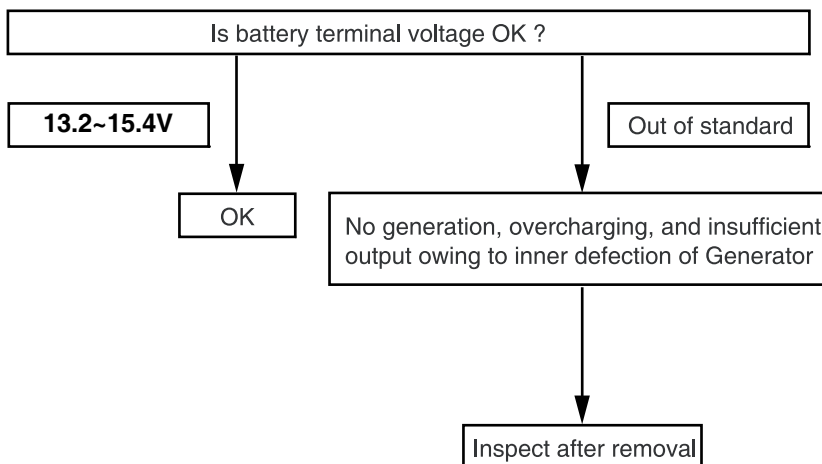 Is battery terminal voltage OK ?
13.2~15.4V
Out of standard
OK
No generation, overcharging, and insufficient
output owing to inner defection of Generator
Inspect after removal